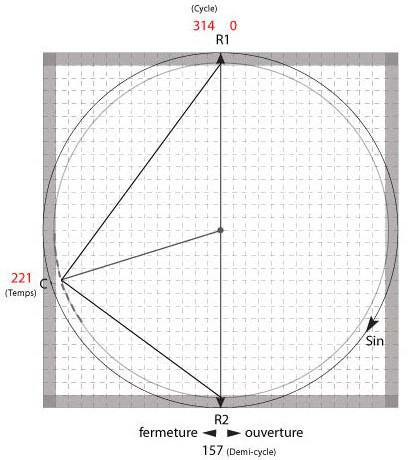 (Cycle)
314 0
R1
221
(Temps)
C
Sin
R2
fermeture ouverture
157 (Demi-cycle)